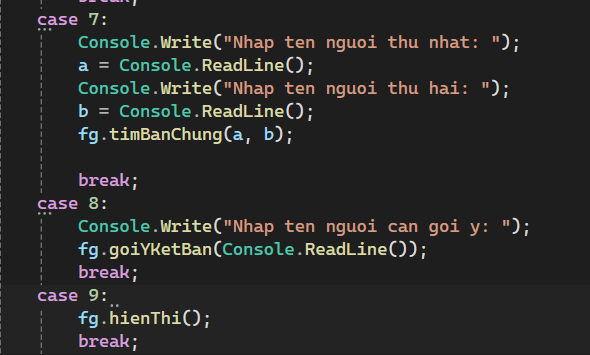 break;
case 7:
Console.Write("Nhap ten nguoi thu nhat: ");
a = Console.ReadLine();
Console.Write("Nhap ten nguoi thu hai: ");
b = Console.ReadLine();
fg.timBanChung(a, b);
break;
case 8:
Console.Write("Nhap ten nguoi can goi y: ");
fg.goiYKetBan(Console.ReadLine());
break;
case 9:
fg.hienThi();
break;